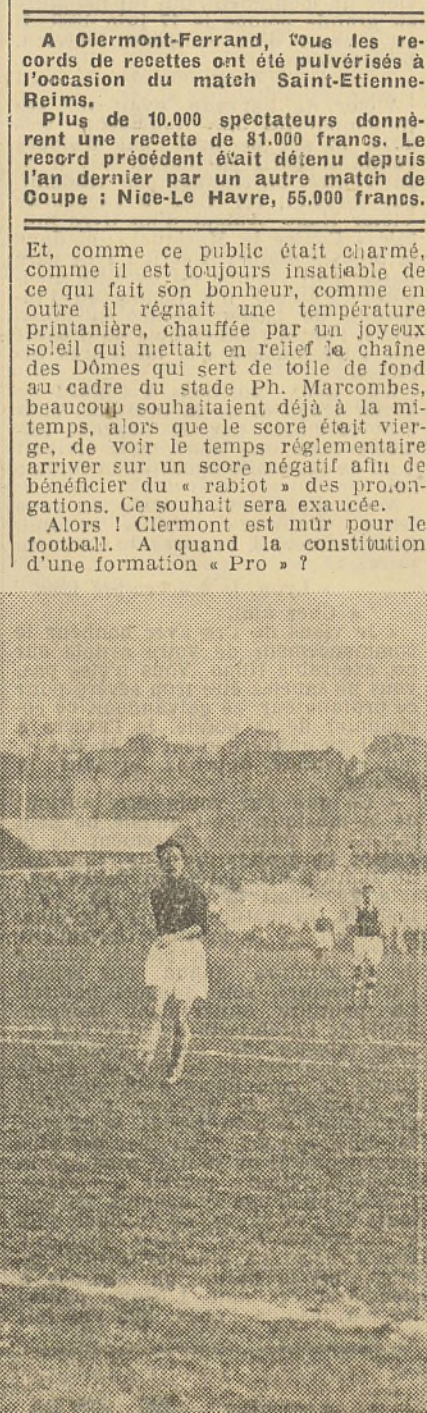 A Clermont-Ferrand, tous les re-
cords de recettes ont été pulvérisés à
l'occasion du match Saint-Etienne-
Reims.
Plus de 10.000 spectateurs donnè-
rent une recette de 81.000 francs. Le
record précédent était détenu depuis
l'an dernier par un autre match de
Coupe : Nice-Le Havre, 55.000 francs.
Et, comme ce public était charmé,
comme il est toujours insatiable de
ce qui fait son bonheur, comme en
outre il régnait une température
printanière, chauffée par un joyeux
soleil qui mettait en relief la chaîne
des Dômes qui sert de toile de fond
au cadre du stade Ph. Marcombes,
beaucoup souhaitaient déjà à la mi-
temps, alors que le score était vier-
ge, de voir le temps réglementaire
arriver sur un score négatif afin de
bénéficier du « rabiot » des prolon-
gations. Ce souhait sera exaucée.
Alors ! Clermont est mûr pour le
football. A quand la constitution
d'une formation « Pro » ?